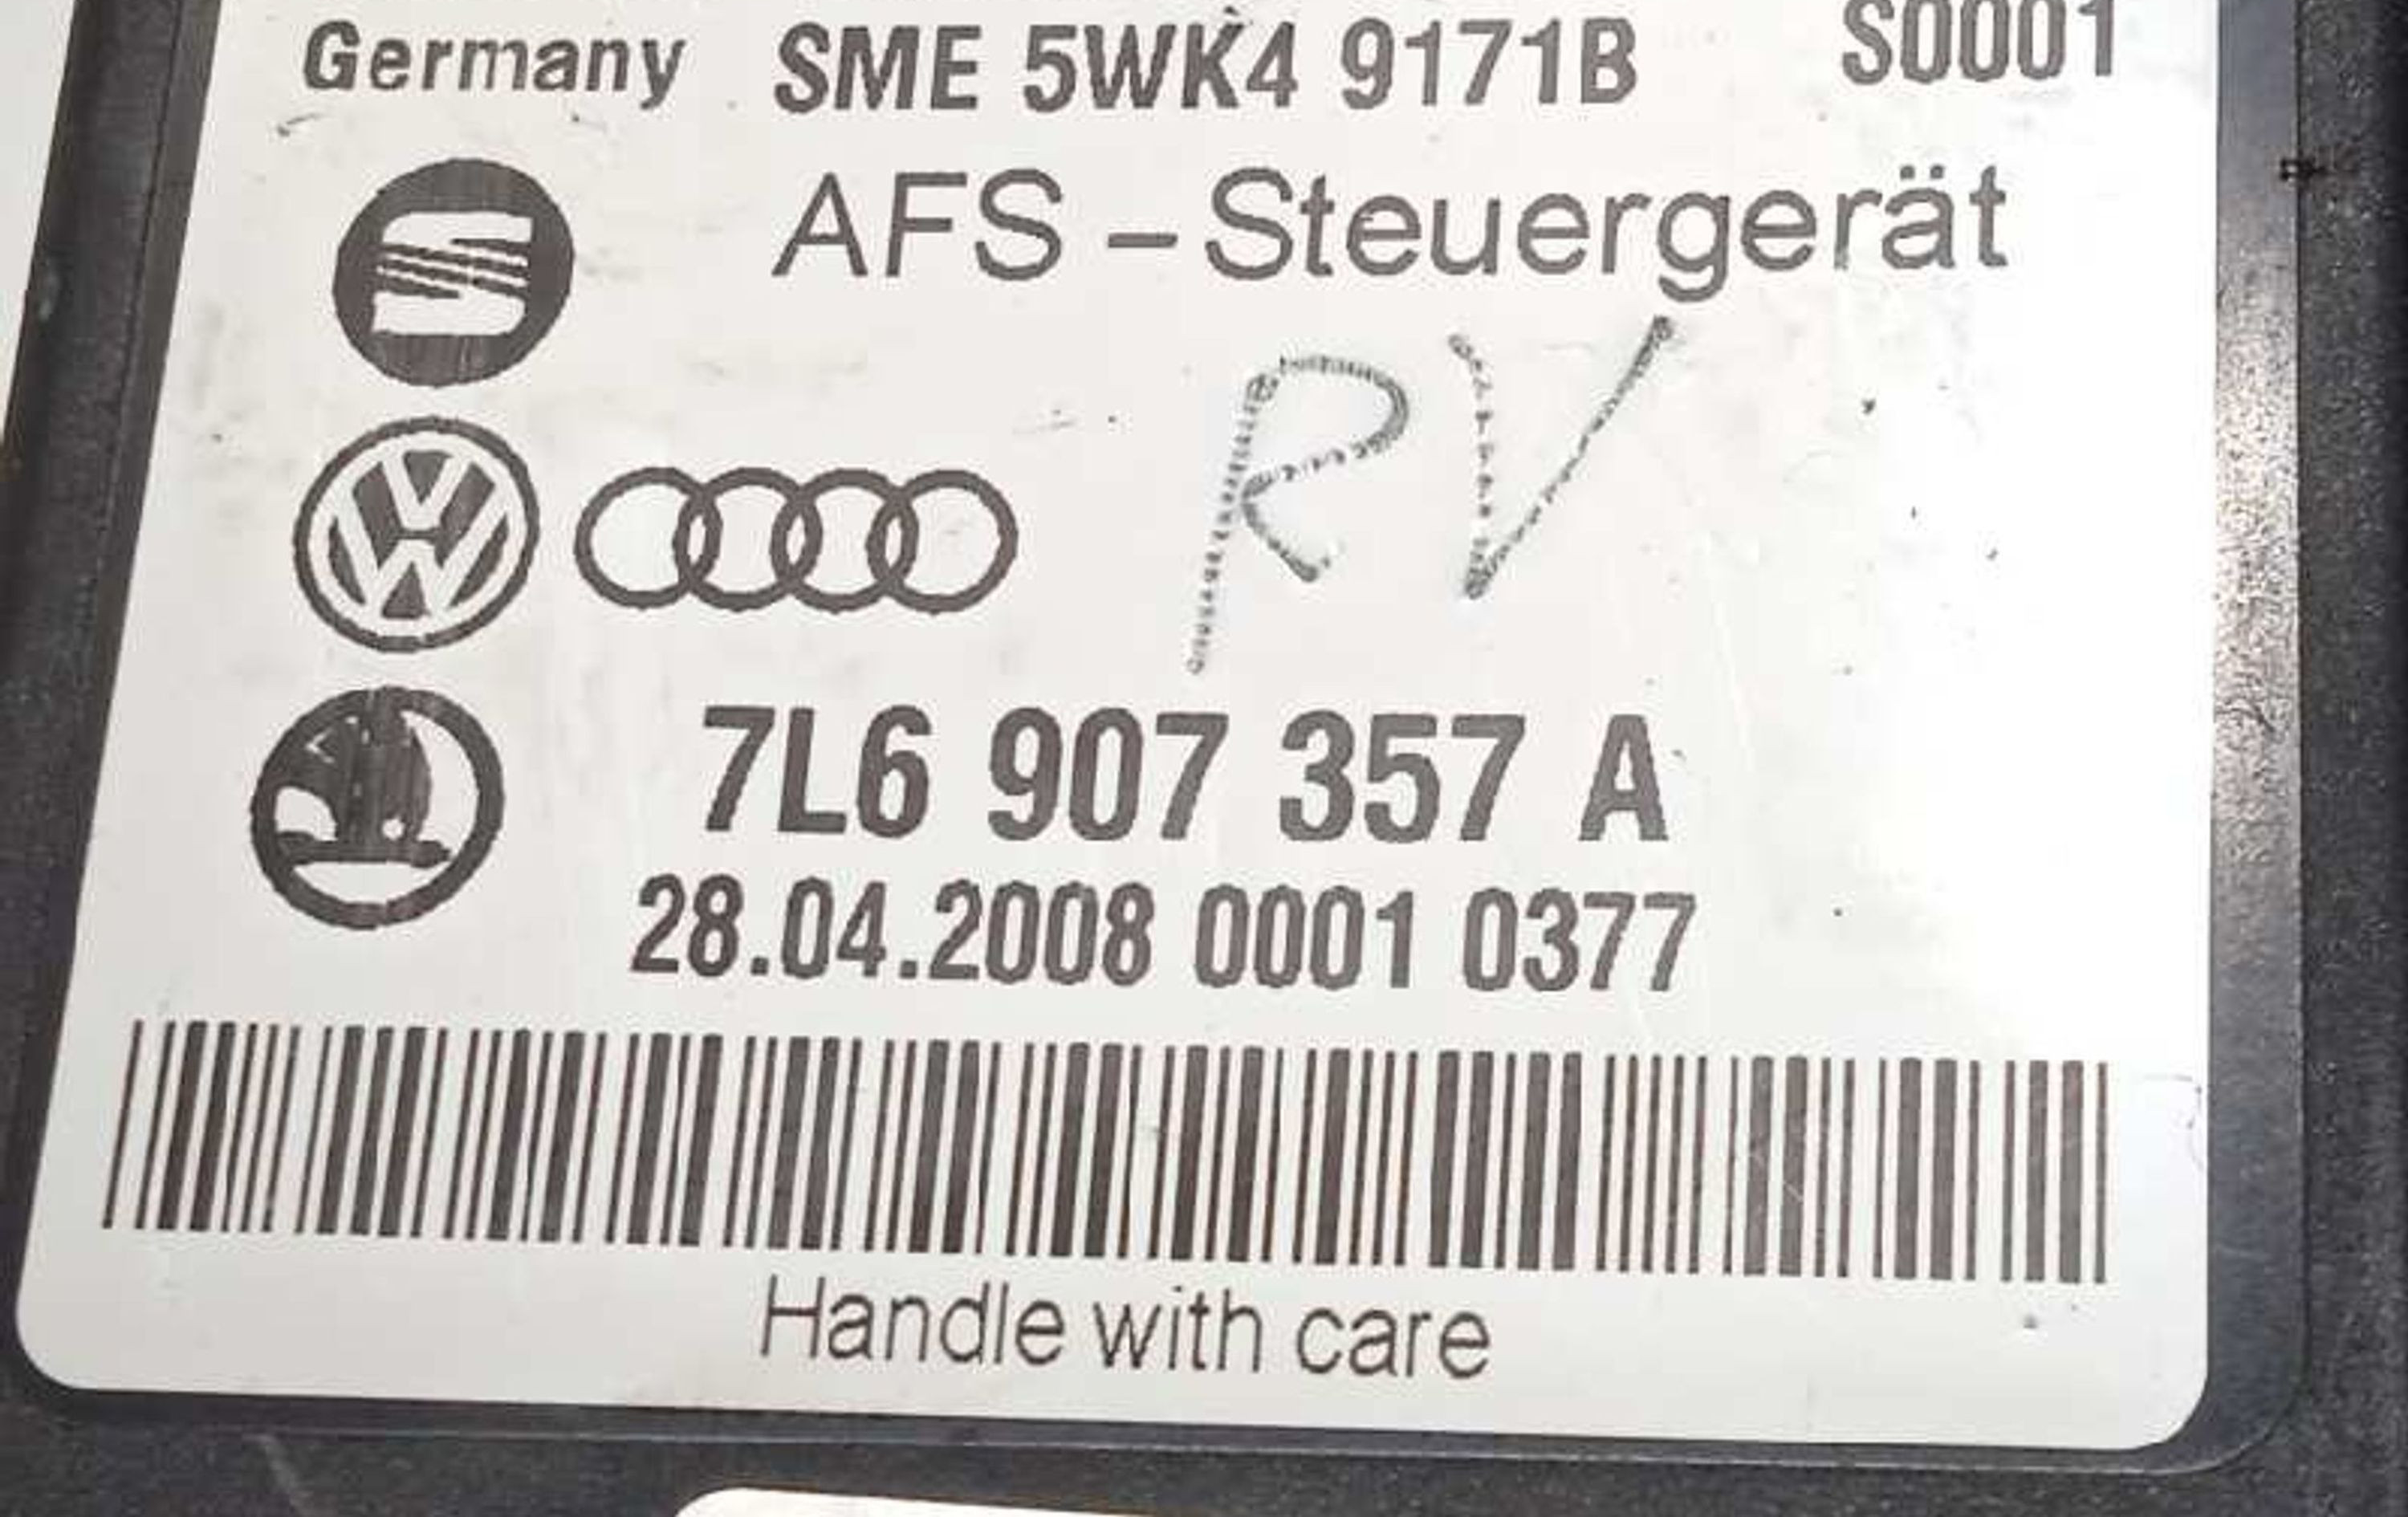 Germany SME 5WK4 9171B S0001
AFS – Steuergerät
RV
7L6 907 357 A
28.04.2008 0001 0377
Handle with care